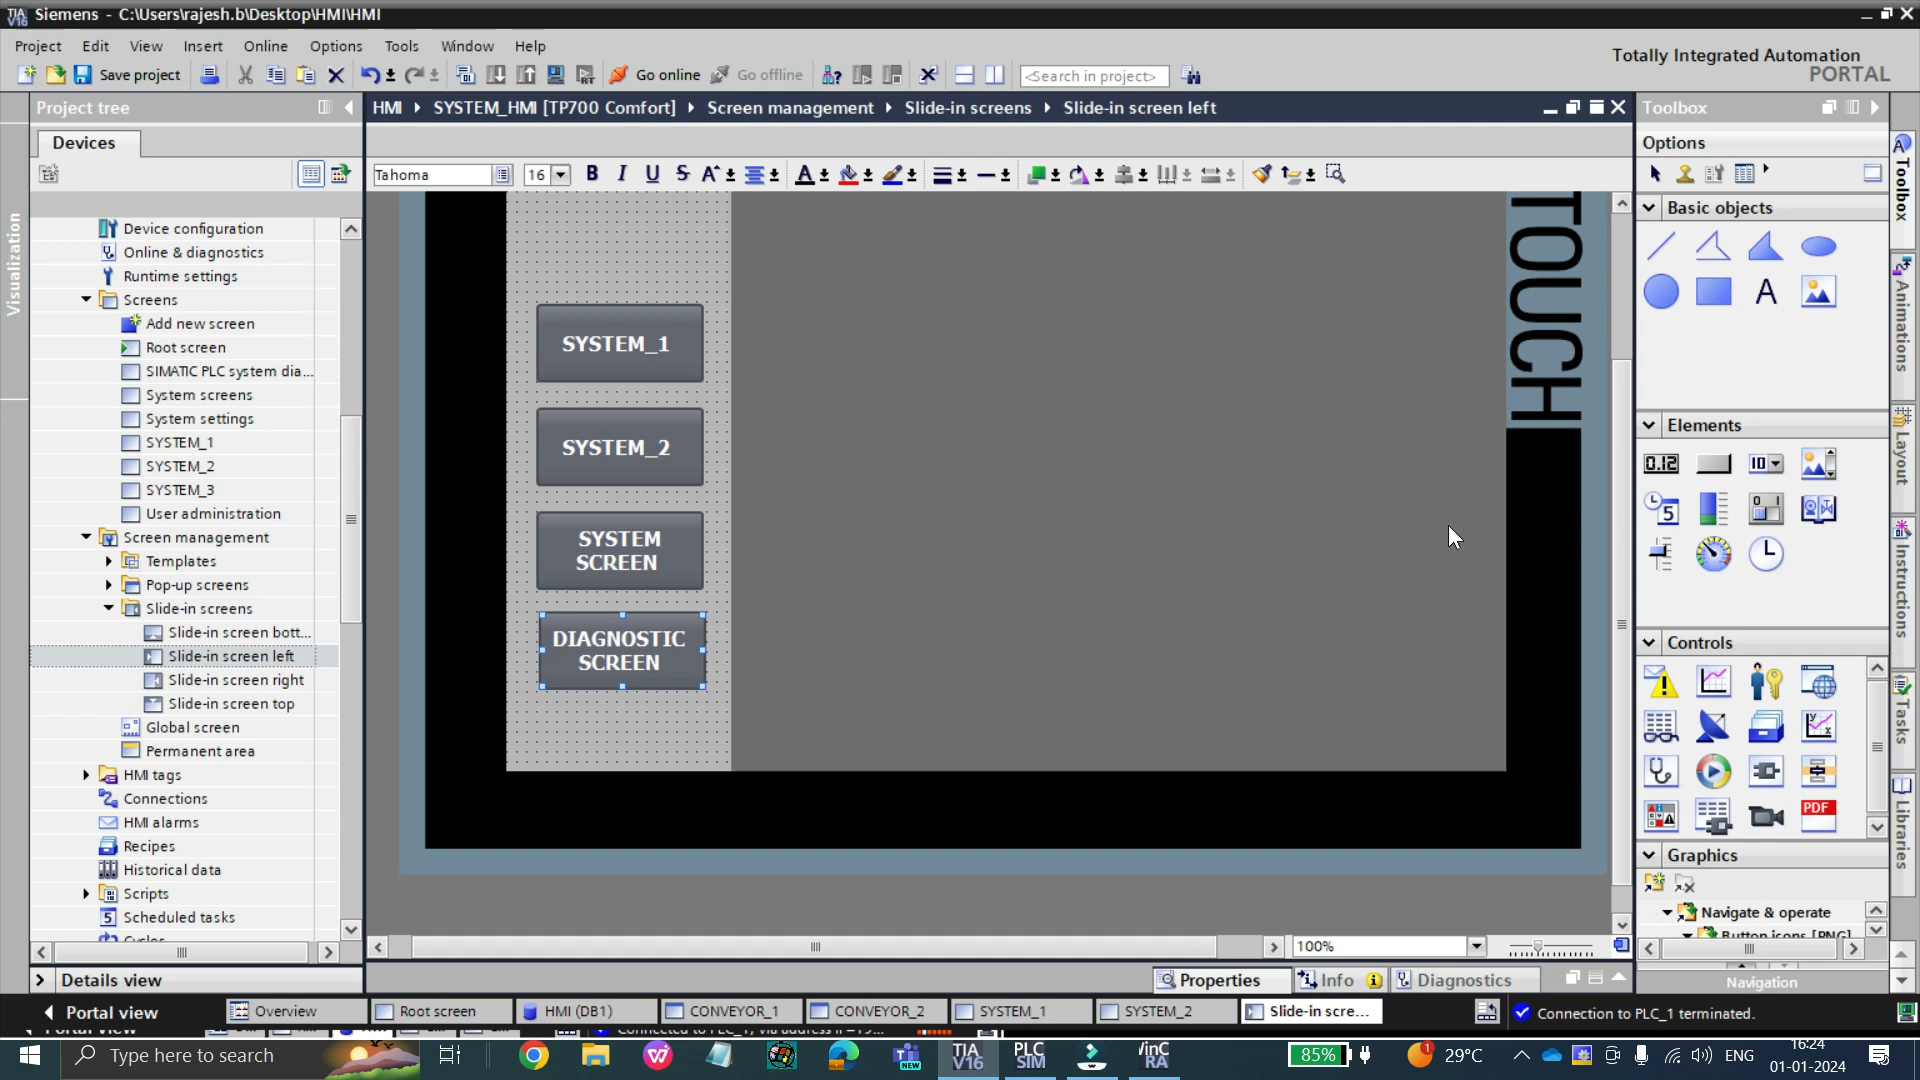 Siemens - C:\Users\rajesh.b\Desktop\HMI\HMI
Project Edit View Insert Online Options Tools Window Help
Totally Integrated Automation
PORTAL
Save project
Go online
Go offline
<Search in project>
Project tree
HMI SYSTEM_HMI [TP700 Comfort] Screen management Slide-in screens Slide-in screen left
Toolbox
Devices
Options
Tahoma
16
B I U S
Visualization
Device configuration
Online & diagnostics
Runtime settings
Screens
Add new screen
Root screen
SIMATIC PLC system dia...
System screens
System settings
SYSTEM_1
SYSTEM_2
SYSTEM_3
User administration
Screen management
Templates
Pop-up screens
Slide-in screens
Slide-in screen bott...
Slide-in screen left
Slide-in screen right
Slide-in screen top
Global screen
Permanent area
HMI tags
Connections
HMI alarms
Recipes
Historical data
Scripts
Scheduled tasks
Cycles
Details view
SYSTEM_1
SYSTEM_2
SYSTEM
SCREEN
DIAGNOSTIC
SCREEN
TOUCH
100%
Properties
Info
Diagnostics
Basic objects
Elements
Controls
PDF
Graphics
Navigate & operate
Button icons [PNG]
Navigation
Toolbox
Animations
Layout
Instructions
Tasks
Libraries
Portal view
Overview
Root screen
HMI (DB1)
CONVEYOR_1
CONVEYOR_2
SYSTEM_1
SYSTEM_2
Slide-in scre...
Connection to PLC_1 terminated.
Type here to search
TIA
V16
PLC
SIM
85%
29°C
ENG
16:24
01-01-2024